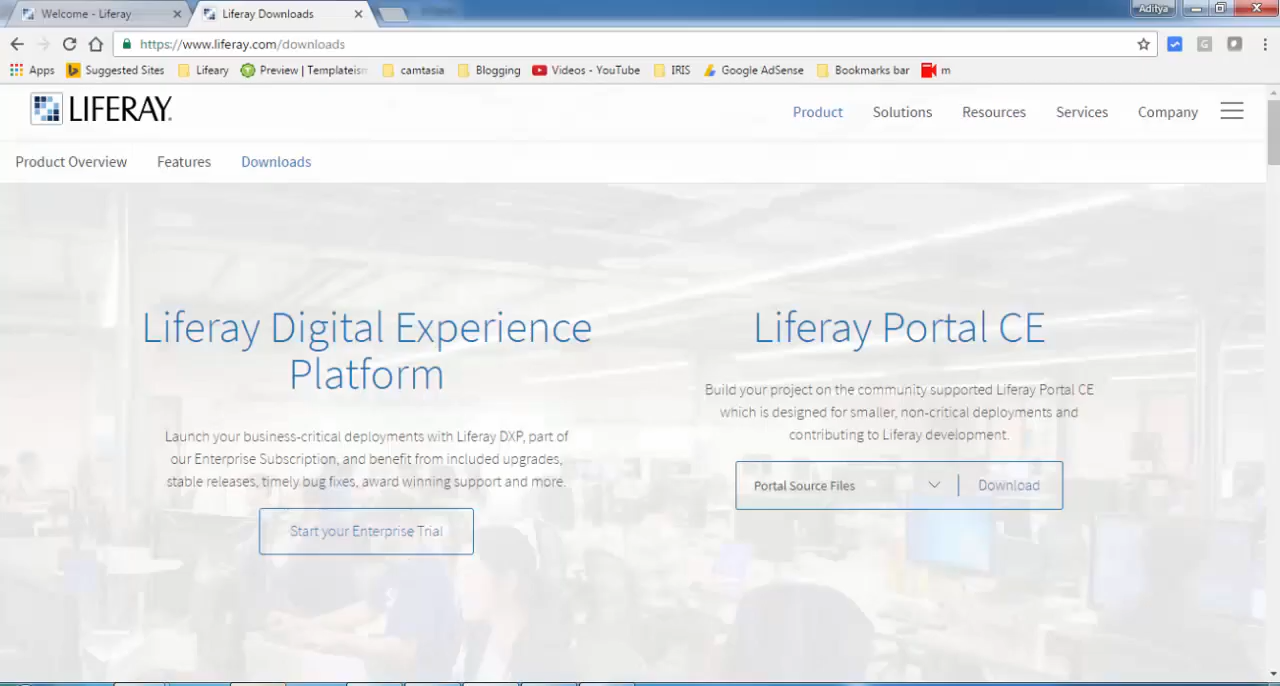 Welcome - Liferay
Liferay Downloads
Aditya
https://www.liferay.com/downloads
Apps
Suggested Sites
Lifeary
Preview | Templateism
camtasia
Blogging
Videos - YouTube
IRIS
Google AdSense
Bookmarks bar
m
LIFERAY.
Product
Solutions
Resources
Services
Company
Product Overview
Features
Downloads
Liferay Digital Experience
Platform
Launch your business-critical deployments with Liferay DXP, part of
our Enterprise Subscription, and benefit from included upgrades,
stable releases, timely bug fixes, award winning support and more.
Start your Enterprise Trial
Liferay Portal CE
Build your project on the community supported Liferay Portal CE
which is designed for smaller, non-critical deployments and
contributing to Liferay development.
Portal Source Files
Download